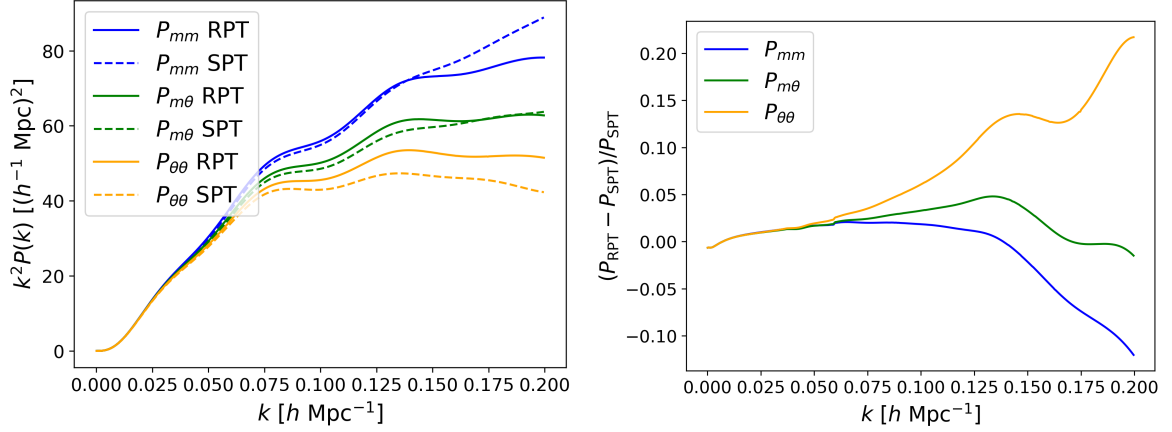 k²P(k) [(h⁻¹ Mpc)²]
80
60
40
20
0
P_mm RPT
P_mm SPT
P_mθ RPT
P_mθ SPT
P_θθ RPT
P_θθ SPT
0.000 0.025 0.050 0.075 0.100 0.125 0.150 0.175 0.200
k [h Mpc⁻¹]
(P_RPT − P_SPT)/P_SPT
0.20
0.15
0.10
0.05
0.00
−0.05
−0.10
P_mm
P_mθ
P_θθ
0.000 0.025 0.050 0.075 0.100 0.125 0.150 0.175 0.200
k [h Mpc⁻¹]